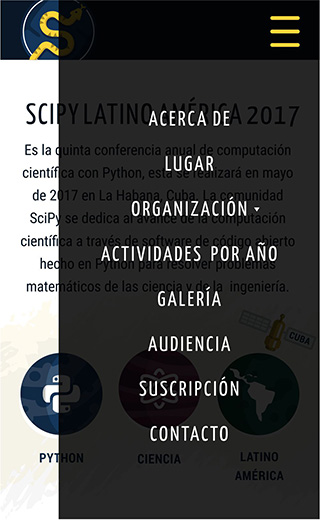 SCIPY LATINO AMÉRICA 2017
Es la quinta conferencia anual de computación
científica con Python, esta se realizará en mayo
de 2017 en La Habana, Cuba. La comunidad
SciPy se dedica al avance de la computación
científica a través de software de código abierto
hecho en Python para resolver problemas
matemáticos de las ciencia y de la ingeniería.
ACERCA DE
LUGAR
ORGANIZACIÓN
ACTIVIDADES POR AÑO
GALERÍA
AUDIENCIA
SUSCRIPCIÓN
CONTACTO
CUBA
PYTHON
CIENCIA
LATINO
AMÉRICA